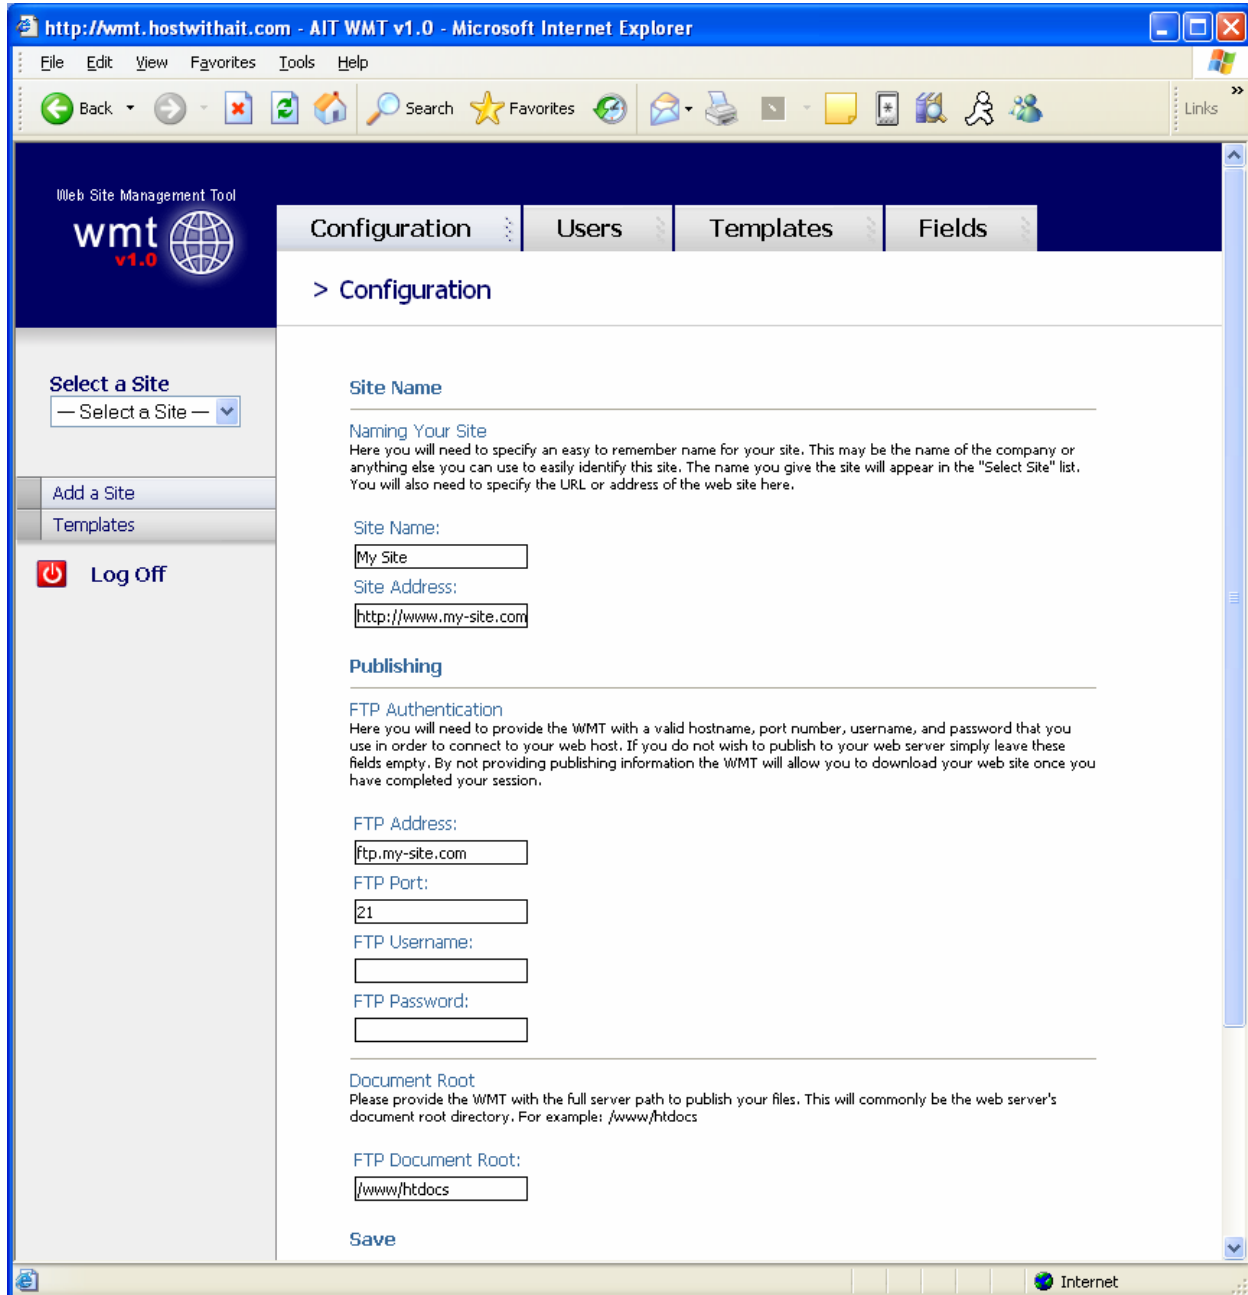 http://wmt.hostwithait.com - AIT WMT v1.0 - Microsoft Internet Explorer
File Edit View Favorites Tools Help
Back Search Favorites Links
Web Site Management Tool
wmt
v1.0
Configuration Users Templates Fields
> Configuration
Select a Site
— Select a Site —
Add a Site
Templates
Log Off
Site Name
Naming Your Site
Here you will need to specify an easy to remember name for your site. This may be the name of the company or
anything else you can use to easily identify this site. The name you give the site will appear in the "Select Site" list.
You will also need to specify the URL or address of the web site here.
Site Name:
My Site
Site Address:
http://www.my-site.com
Publishing
FTP Authentication
Here you will need to provide the WMT with a valid hostname, port number, username, and password that you
use in order to connect to your web host. If you do not wish to publish to your web server simply leave these
fields empty. By not providing publishing information the WMT will allow you to download your web site once you
have completed your session.
FTP Address:
ftp.my-site.com
FTP Port:
21
FTP Username:
FTP Password:
Document Root
Please provide the WMT with the full server path to publish your files. This will commonly be the web server's
document root directory. For example: /www/htdocs
FTP Document Root:
/www/htdocs
Save
Internet